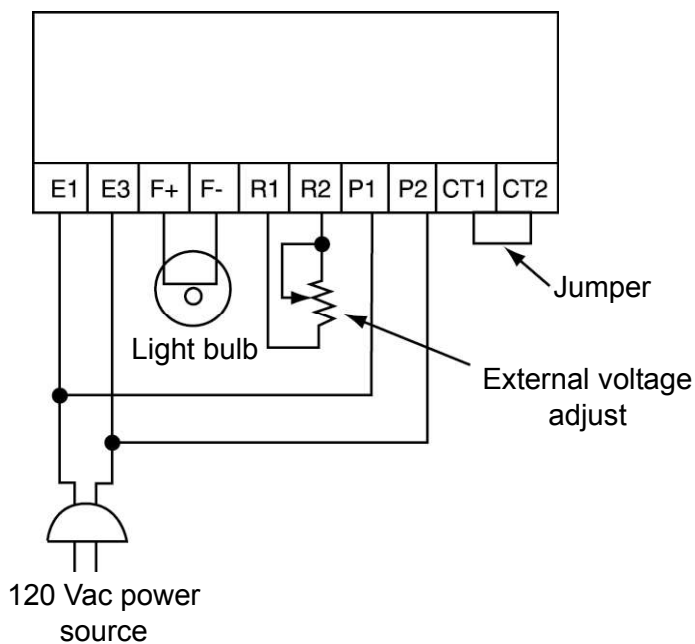 E1 E3 F+ F- R1 R2 P1 P2 CT1 CT2
Jumper
Light bulb
External voltage
adjust
120 Vac power
source